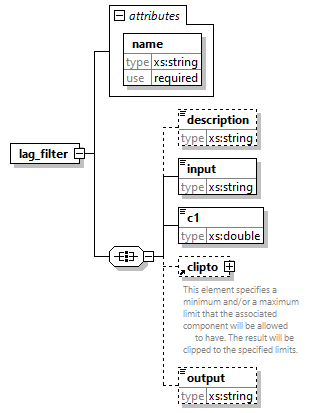 attributes
name
type xs:string
use required
description
type xs:string
lag_filter
input
type xs:string
c1
type xs:double
clipto
This element specifies a
minimum and/or a maximum
limit that the associated
component will be allowed
to have. The result will be
clipped to the specified limits.
output
type xs:string